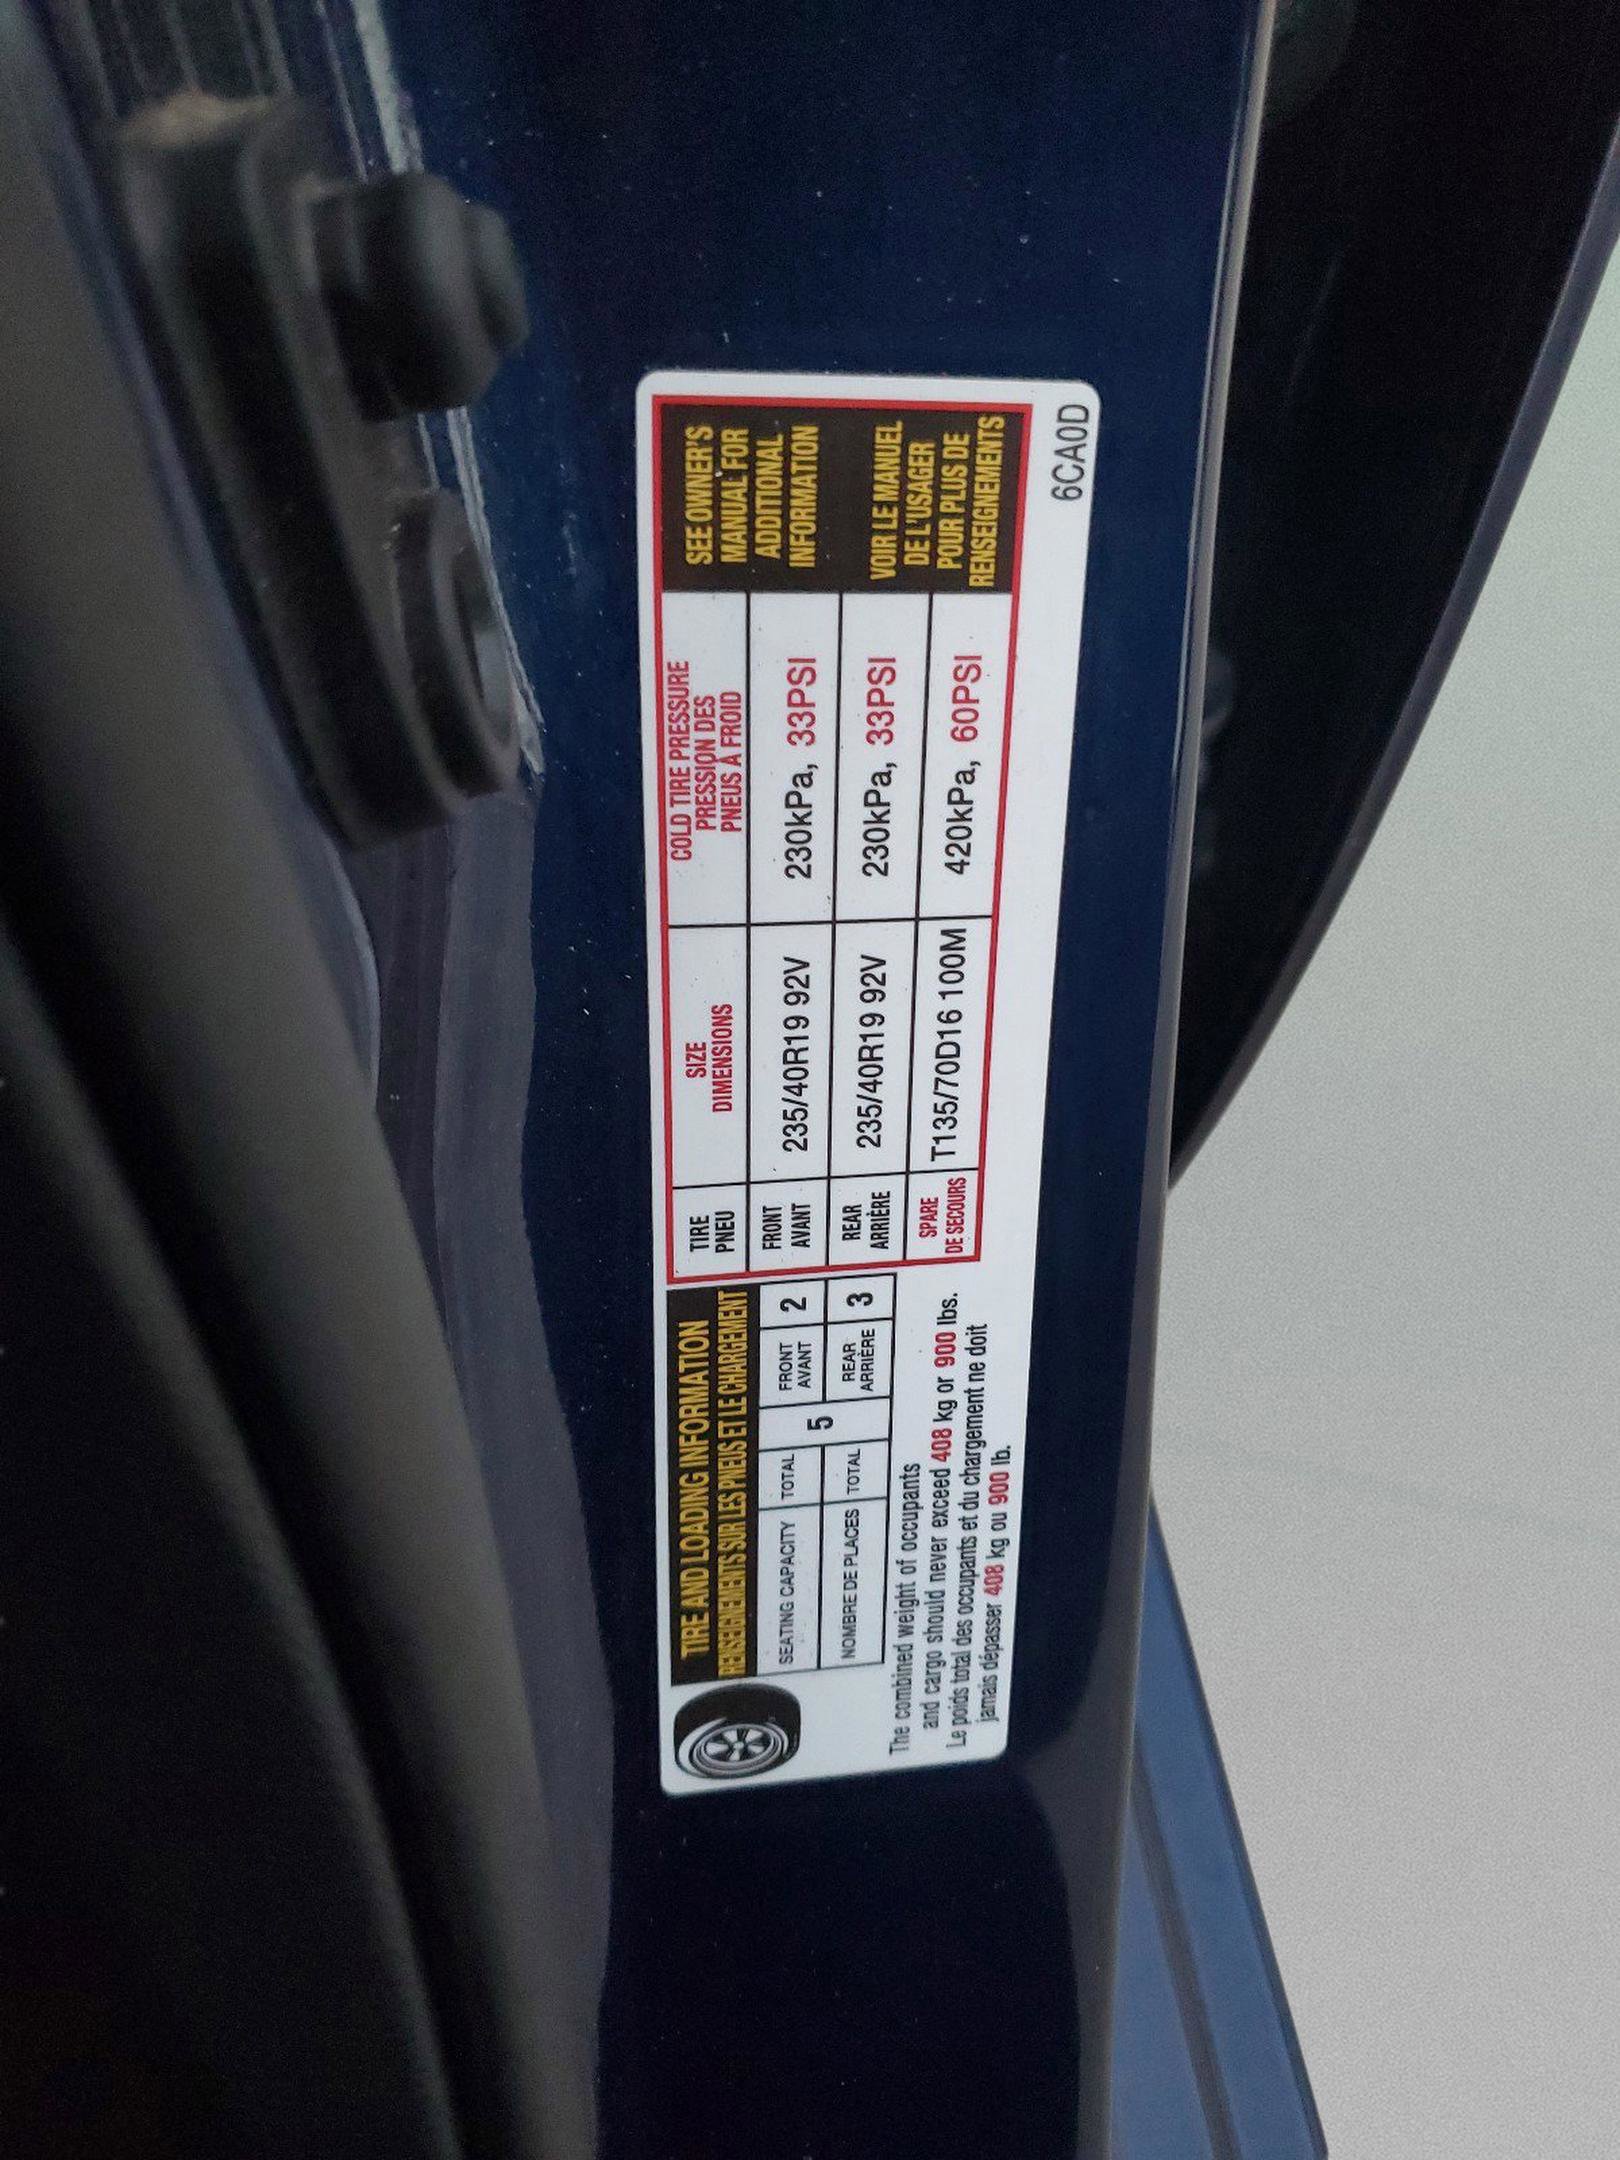 TIRE AND LOADING INFORMATION
RENSEIGNEMENTS SUR LES PNEUS ET LE CHARGEMENT
SEATING CAPACITY TOTAL 5 FRONT AVANT 2
NOMBRE DE PLACES TOTAL REAR ARRIÈRE 3
The combined weight of occupants
and cargo should never exceed 408 kg or 900 lbs.
Le poids total des occupants et du chargement ne doit
jamais dépasser 408 kg ou 900 lb.
TIRE PNEU
SIZE DIMENSIONS
COLD TIRE PRESSURE
PRESSION DES
PNEUS À FROID
FRONT AVANT 235/40R19 92V 230kPa, 33PSI
REAR ARRIÈRE 235/40R19 92V 230kPa, 33PSI
SPARE DE SECOURS T135/70D16 100M 420kPa, 60PSI
SEE OWNER'S
MANUAL FOR
ADDITIONAL
INFORMATION
VOIR LE MANUEL
DE L'USAGER
POUR PLUS DE
RENSEIGNEMENTS
6CA0D